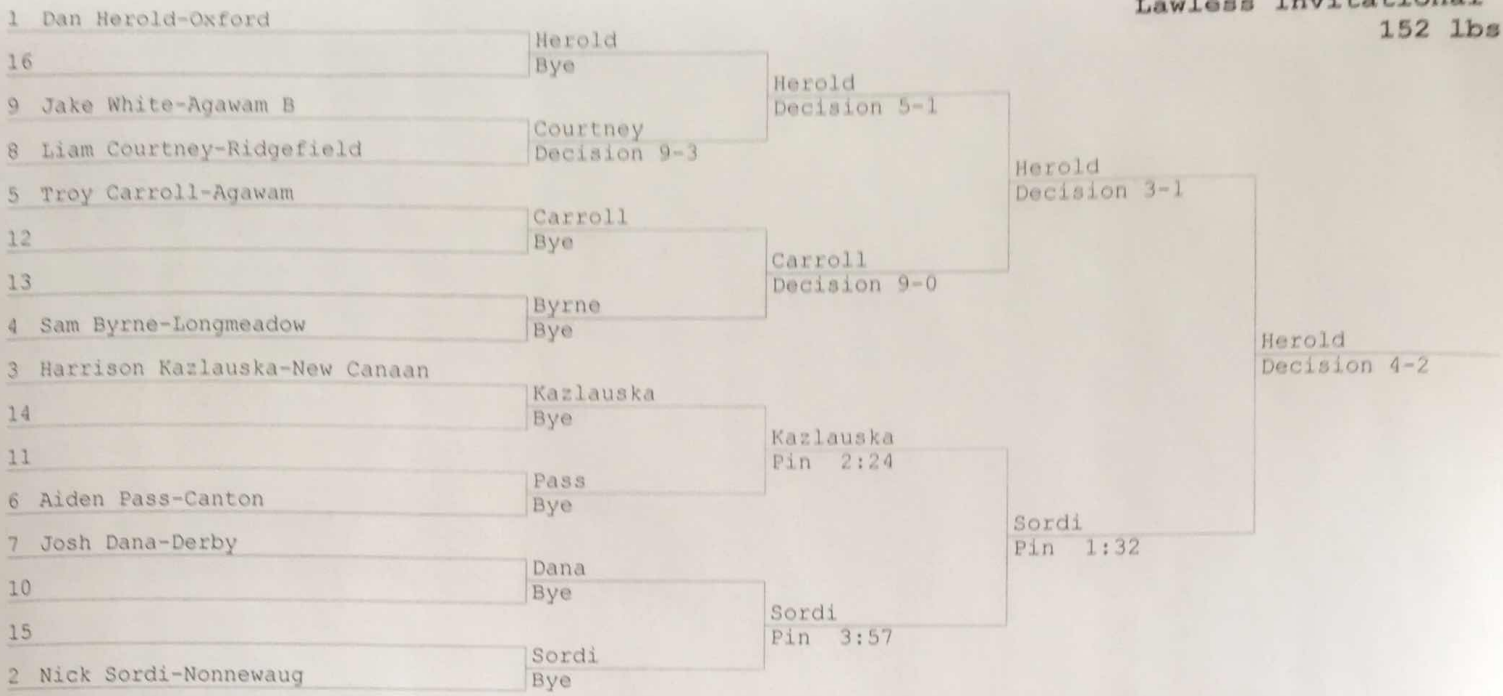 Lawless Invitational
152 lbs
1 Dan Herold-Oxford
16
9 Jake White-Agawam B
8 Liam Courtney-Ridgefield
5 Troy Carroll-Agawam
12
13
4 Sam Byrne-Longmeadow
3 Harrison Kazlauska-New Canaan
14
11
6 Aiden Pass-Canton
7 Josh Dana-Derby
10
15
2 Nick Sordi-Nonnewaug
Herold
Bye
Courtney
Decision 9-3
Carroll
Bye
Byrne
Bye
Kazlauska
Bye
Pass
Bye
Dana
Bye
Sordi
Bye
Herold
Decision 5-1
Carroll
Decision 9-0
Kazlauska
Pin 2:24
Sordi
Pin 3:57
Herold
Decision 3-1
Sordi
Pin 1:32
Herold
Decision 4-2